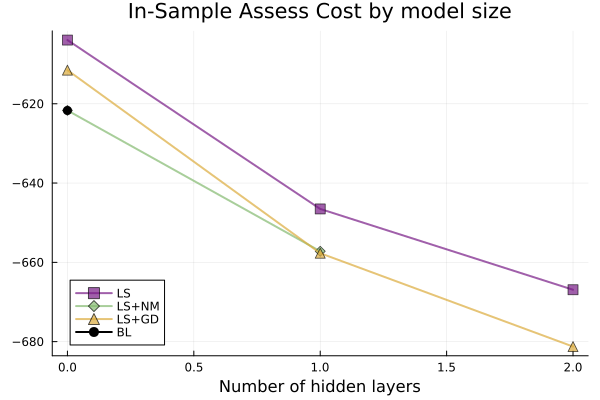 In-Sample Assess Cost by model size
−620
−640
−660
−680
LS
LS+NM
LS+GD
BL
0.0 0.5 1.0 1.5 2.0
Number of hidden layers